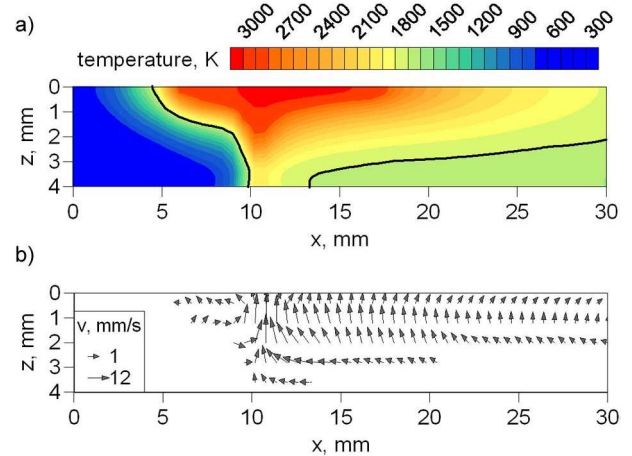 a)
temperature, K
3000 2700 2400 2100 1800 1500 1200 900 600 300
z, mm
0
1
2
3
4
0 5 10 15 20 25 30
x, mm
b)
z, mm
0
1
2
3
4
v, mm/s
1
12
0 5 10 15 20 25 30
x, mm